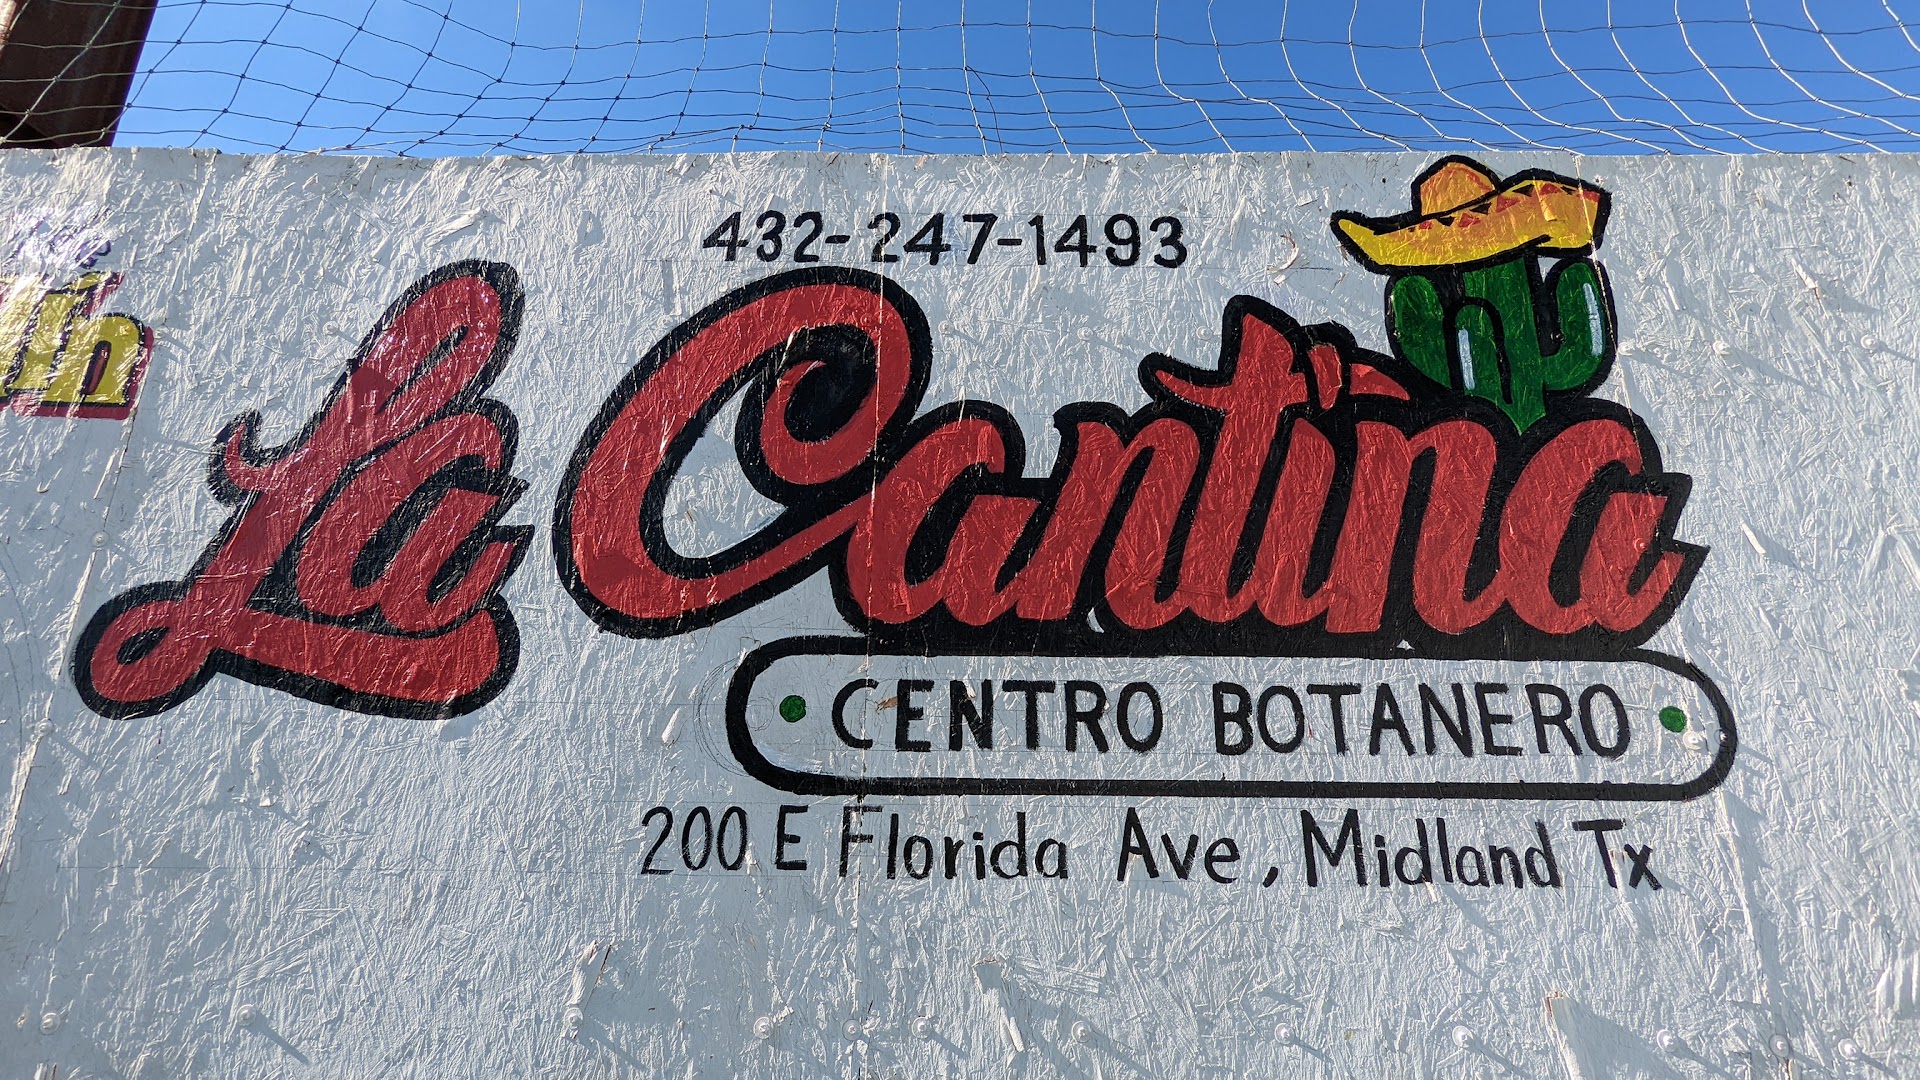 432-247-1493
La Cantina
CENTRO BOTANERO
200 E Florida Ave, Midland Tx